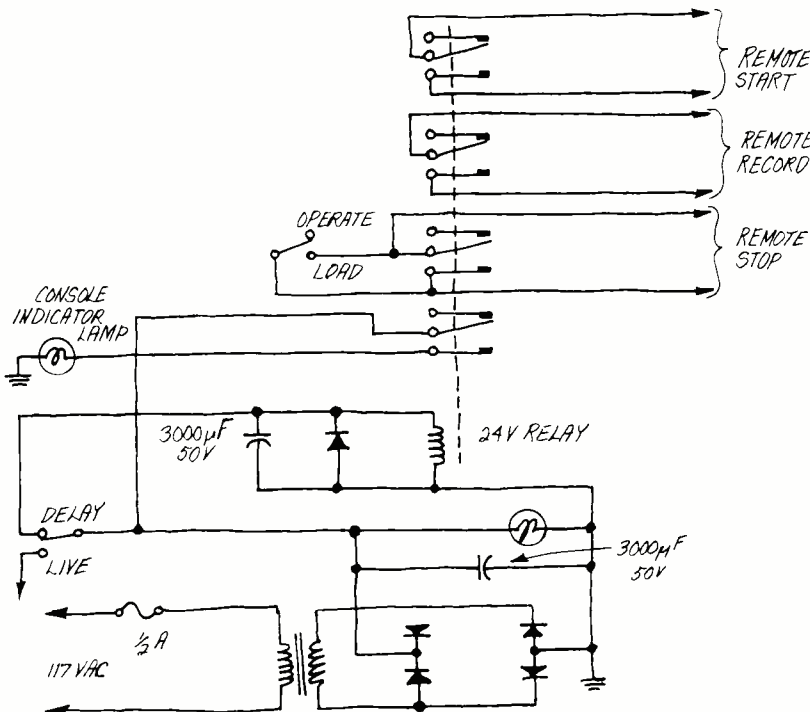 REMOTE
START
REMOTE
RECORD
OPERATE
LOAD
REMOTE
STOP
CONSOLE
INDICATOR
LAMP
3000µF
50V
24V RELAY
DELAY
LIVE
3000µF
50V
½A
117 VAC